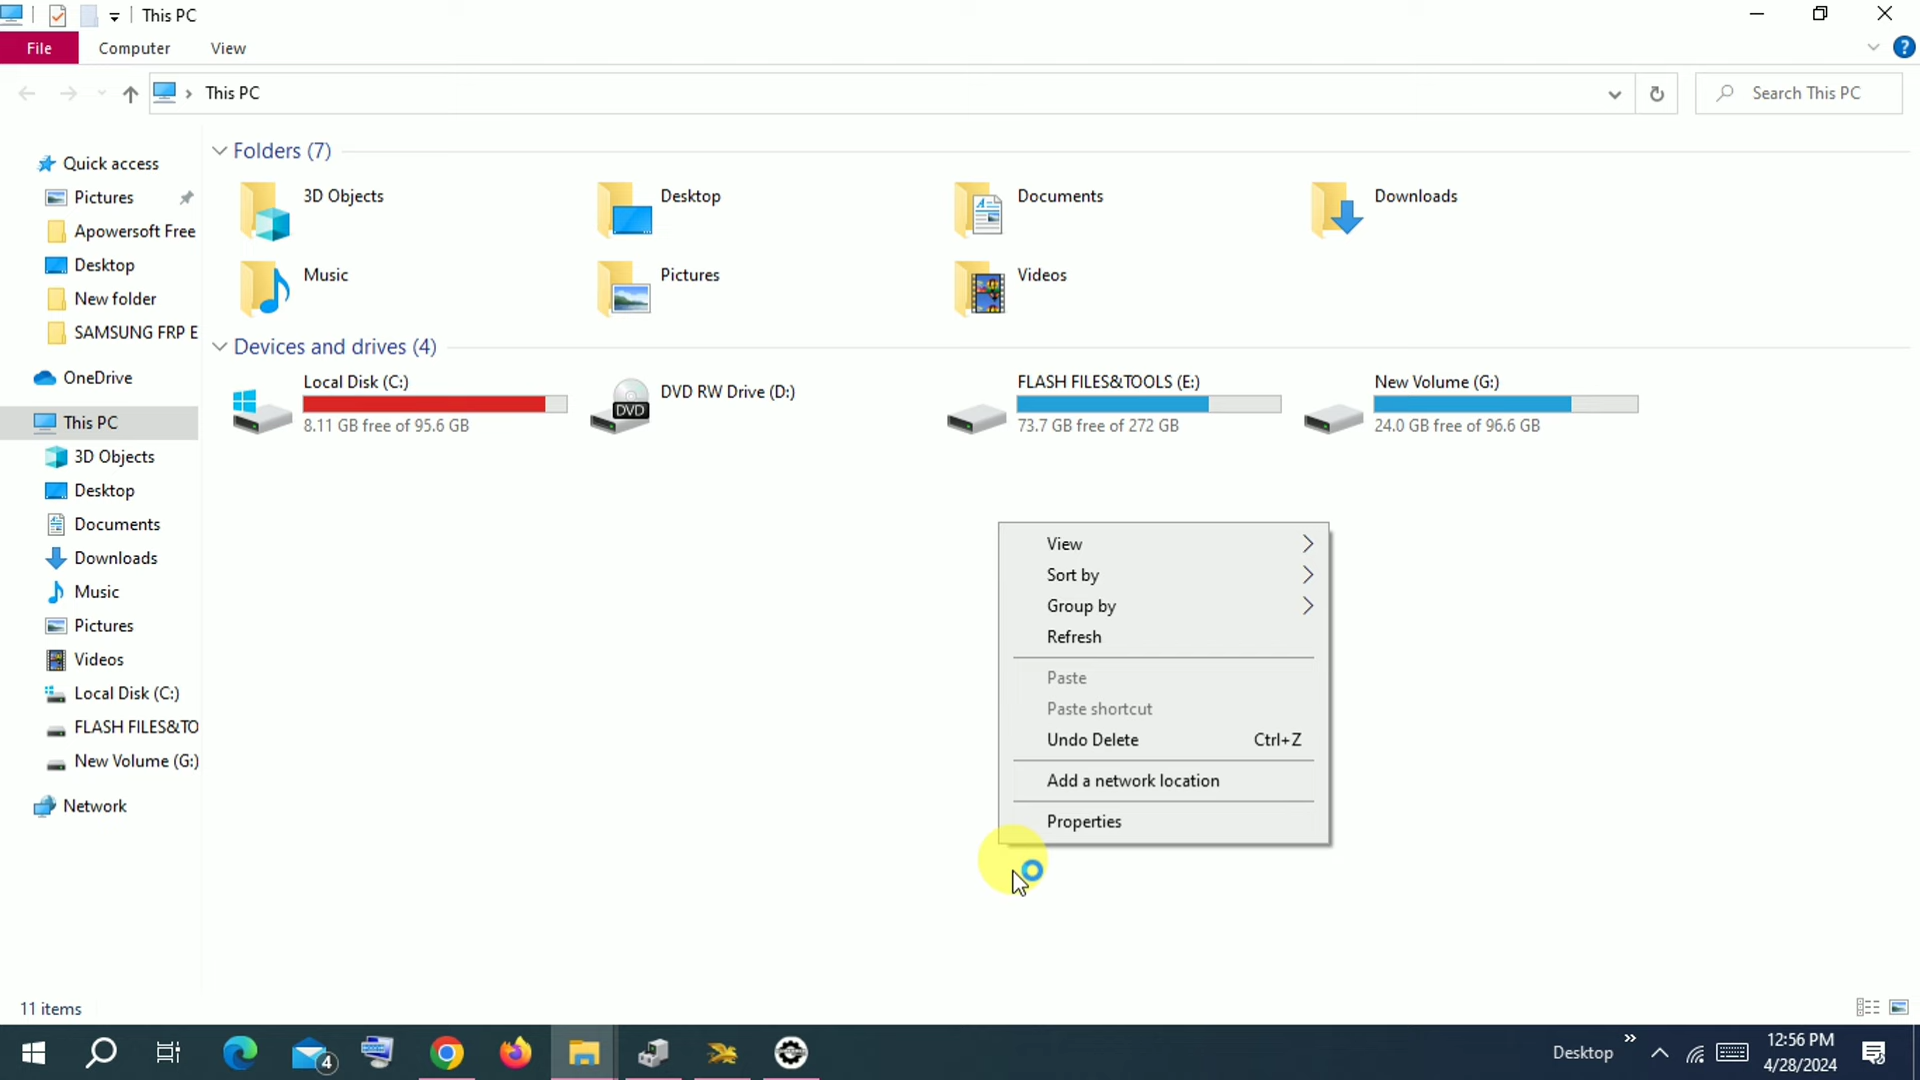 This PC
File Computer View
This PC
Search This PC
Quick access
Pictures
Apowersoft Free
Desktop
New folder
SAMSUNG FRP E
OneDrive
This PC
3D Objects
Desktop
Documents
Downloads
Music
Pictures
Videos
Local Disk (C:)
FLASH FILES&TO
New Volume (G:)
Network
Folders (7)
3D Objects
Desktop
Documents
Downloads
Music
Pictures
Videos
Devices and drives (4)
Local Disk (C:)
8.11 GB free of 95.6 GB
DVD
DVD RW Drive (D:)
FLASH FILES&TOOLS (E:)
73.7 GB free of 272 GB
New Volume (G:)
24.0 GB free of 96.6 GB
View
Sort by
Group by
Refresh
Paste
Paste shortcut
Undo Delete Ctrl+Z
Add a network location
Properties
11 items
4
Desktop
12:56 PM
4/28/2024